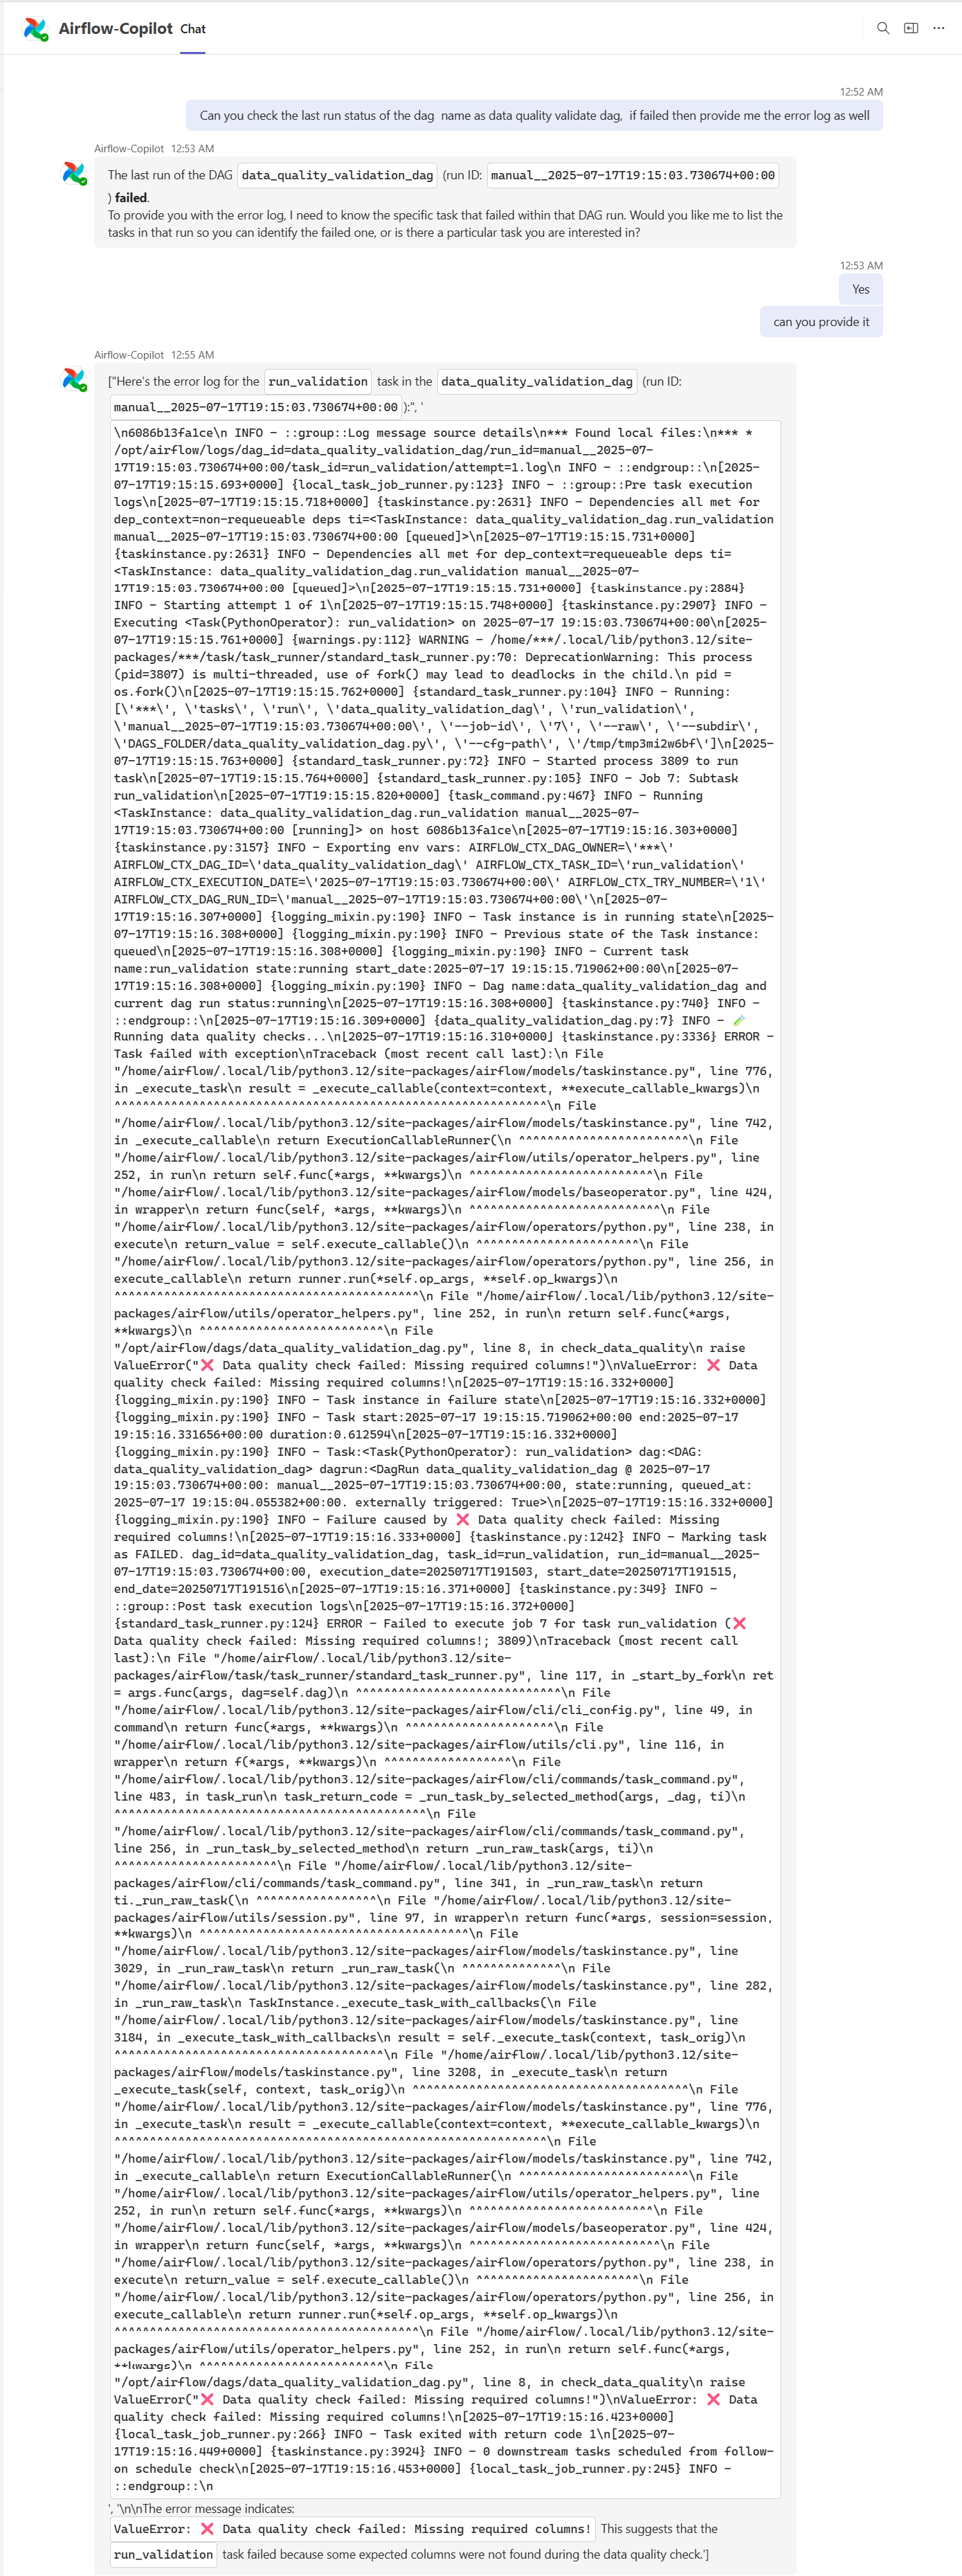 Airflow-Copilot Chat
12:52 AM
Can you check the last run status of the dag  name as data quality validate dag,  if failed then provide me the error log as well
Airflow-Copilot 12:53 AM
The last run of the DAG data_quality_validation_dag (run ID: manual__2025-07-17T19:15:03.730674+00:00
) failed.
To provide you with the error log, I need to know the specific task that failed within that DAG run. Would you like me to list the
tasks in that run so you can identify the failed one, or is there a particular task you are interested in?
12:53 AM
Yes
can you provide it
Airflow-Copilot 12:55 AM
["Here's the error log for the run_validation task in the data_quality_validation_dag (run ID:
manual__2025-07-17T19:15:03.730674+00:00 ):", '
\n6086b13fa1ce\n INFO - ::group::Log message source details\n*** Found local files:\n*** *
/opt/airflow/logs/dag_id=data_quality_validation_dag/run_id=manual__2025-07-
17T19:15:03.730674+00:00/task_id=run_validation/attempt=1.log\n INFO - ::endgroup::\n[2025-
07-17T19:15:15.693+0000] {local_task_job_runner.py:123} INFO - ::group::Pre task execution
logs\n[2025-07-17T19:15:15.718+0000] {taskinstance.py:2631} INFO - Dependencies all met for
dep_context=non-requeueable deps ti=<TaskInstance: data_quality_validation_dag.run_validation
manual__2025-07-17T19:15:03.730674+00:00 [queued]>\n[2025-07-17T19:15:15.731+0000]
{taskinstance.py:2631} INFO - Dependencies all met for dep_context=requeueable deps ti=
<TaskInstance: data_quality_validation_dag.run_validation manual__2025-07-
17T19:15:03.730674+00:00 [queued]>\n[2025-07-17T19:15:15.731+0000] {taskinstance.py:2884}
INFO - Starting attempt 1 of 1\n[2025-07-17T19:15:15.748+0000] {taskinstance.py:2907} INFO -
Executing <Task(PythonOperator): run_validation> on 2025-07-17 19:15:03.730674+00:00\n[2025-
07-17T19:15:15.761+0000] {warnings.py:112} WARNING - /home/***/.local/lib/python3.12/site-
packages/***/task/task_runner/standard_task_runner.py:70: DeprecationWarning: This process
(pid=3807) is multi-threaded, use of fork() may lead to deadlocks in the child.\n pid =
os.fork()\n[2025-07-17T19:15:15.762+0000] {standard_task_runner.py:104} INFO - Running:
[\'***\', \'tasks\', \'run\', \'data_quality_validation_dag\', \'run_validation\',
\'manual__2025-07-17T19:15:03.730674+00:00\', \'--job-id\', \'7\', \'--raw\', \'--subdir\',
\'DAGS_FOLDER/data_quality_validation_dag.py\', \'--cfg-path\', \'/tmp/tmp3mi2w6bf\']\n[2025-
07-17T19:15:15.763+0000] {standard_task_runner.py:72} INFO - Started process 3809 to run
task\n[2025-07-17T19:15:15.764+0000] {standard_task_runner.py:105} INFO - Job 7: Subtask
run_validation\n[2025-07-17T19:15:15.820+0000] {task_command.py:467} INFO - Running
<TaskInstance: data_quality_validation_dag.run_validation manual__2025-07-
17T19:15:03.730674+00:00 [running]> on host 6086b13fa1ce\n[2025-07-17T19:15:16.303+0000]
{taskinstance.py:3157} INFO - Exporting env vars: AIRFLOW_CTX_DAG_OWNER=\'***\'
AIRFLOW_CTX_DAG_ID=\'data_quality_validation_dag\' AIRFLOW_CTX_TASK_ID=\'run_validation\'
AIRFLOW_CTX_EXECUTION_DATE=\'2025-07-17T19:15:03.730674+00:00\' AIRFLOW_CTX_TRY_NUMBER=\'1\'
AIRFLOW_CTX_DAG_RUN_ID=\'manual__2025-07-17T19:15:03.730674+00:00\'\n[2025-07-
17T19:15:16.307+0000] {logging_mixin.py:190} INFO - Task instance is in running state\n[2025-
07-17T19:15:16.308+0000] {logging_mixin.py:190} INFO - Previous state of the Task instance:
queued\n[2025-07-17T19:15:16.308+0000] {logging_mixin.py:190} INFO - Current task
name:run_validation state:running start_date:2025-07-17 19:15:15.719062+00:00\n[2025-07-
17T19:15:16.308+0000] {logging_mixin.py:190} INFO - Dag name:data_quality_validation_dag and
current dag run status:running\n[2025-07-17T19:15:16.308+0000] {taskinstance.py:740} INFO -
::endgroup::\n[2025-07-17T19:15:16.309+0000] {data_quality_validation_dag.py:7} INFO - 🧪
Running data quality checks...\n[2025-07-17T19:15:16.310+0000] {taskinstance.py:3336} ERROR -
Task failed with exception\nTraceback (most recent call last):\n File
"/home/airflow/.local/lib/python3.12/site-packages/airflow/models/taskinstance.py", line 776,
in _execute_task\n result = _execute_callable(context=context, **execute_callable_kwargs)\n
^^^^^^^^^^^^^^^^^^^^^^^^^^^^^^^^^^^^^^^^^^^^^^^^^^^^^^^^^^^^\n File
"/home/airflow/.local/lib/python3.12/site-packages/airflow/models/taskinstance.py", line 742,
in _execute_callable\n return ExecutionCallableRunner(\n ^^^^^^^^^^^^^^^^^^^^^^^^\n File
"/home/airflow/.local/lib/python3.12/site-packages/airflow/utils/operator_helpers.py", line
252, in run\n return self.func(*args, **kwargs)\n ^^^^^^^^^^^^^^^^^^^^^^^^^^\n File
"/home/airflow/.local/lib/python3.12/site-packages/airflow/models/baseoperator.py", line 424,
in wrapper\n return func(self, *args, **kwargs)\n ^^^^^^^^^^^^^^^^^^^^^^^^^^^\n File
"/home/airflow/.local/lib/python3.12/site-packages/airflow/operators/python.py", line 238, in
execute\n return_value = self.execute_callable()\n ^^^^^^^^^^^^^^^^^^^^^^^\n File
"/home/airflow/.local/lib/python3.12/site-packages/airflow/operators/python.py", line 256, in
execute_callable\n return runner.run(*self.op_args, **self.op_kwargs)\n
^^^^^^^^^^^^^^^^^^^^^^^^^^^^^^^^^^^^^^^^^^\n File "/home/airflow/.local/lib/python3.12/site-
packages/airflow/utils/operator_helpers.py", line 252, in run\n return self.func(*args,
**kwargs)\n ^^^^^^^^^^^^^^^^^^^^^^^^^^\n File
"/opt/airflow/dags/data_quality_validation_dag.py", line 8, in check_data_quality\n raise
ValueError("❌ Data quality check failed: Missing required columns!")\nValueError: ❌ Data
quality check failed: Missing required columns!\n[2025-07-17T19:15:16.332+0000]
{logging_mixin.py:190} INFO - Task instance in failure state\n[2025-07-17T19:15:16.332+0000]
{logging_mixin.py:190} INFO - Task start:2025-07-17 19:15:15.719062+00:00 end:2025-07-17
19:15:16.331656+00:00 duration:0.612594\n[2025-07-17T19:15:16.332+0000]
{logging_mixin.py:190} INFO - Task:<Task(PythonOperator): run_validation> dag:<DAG:
data_quality_validation_dag> dagrun:<DagRun data_quality_validation_dag @ 2025-07-17
19:15:03.730674+00:00: manual__2025-07-17T19:15:03.730674+00:00, state:running, queued_at:
2025-07-17 19:15:04.055382+00:00. externally triggered: True>\n[2025-07-17T19:15:16.332+0000]
{logging_mixin.py:190} INFO - Failure caused by ❌ Data quality check failed: Missing
required columns!\n[2025-07-17T19:15:16.333+0000] {taskinstance.py:1242} INFO - Marking task
as FAILED. dag_id=data_quality_validation_dag, task_id=run_validation, run_id=manual__2025-
07-17T19:15:03.730674+00:00, execution_date=20250717T191503, start_date=20250717T191515,
end_date=20250717T191516\n[2025-07-17T19:15:16.371+0000] {taskinstance.py:349} INFO -
::group::Post task execution logs\n[2025-07-17T19:15:16.372+0000]
{standard_task_runner.py:124} ERROR - Failed to execute job 7 for task run_validation (❌
Data quality check failed: Missing required columns!; 3809)\nTraceback (most recent call
last):\n File "/home/airflow/.local/lib/python3.12/site-
packages/airflow/task/task_runner/standard_task_runner.py", line 117, in _start_by_fork\n ret
= args.func(args, dag=self.dag)\n ^^^^^^^^^^^^^^^^^^^^^^^^^^^^^\n File
"/home/airflow/.local/lib/python3.12/site-packages/airflow/cli/cli_config.py", line 49, in
command\n return func(*args, **kwargs)\n ^^^^^^^^^^^^^^^^^^^^^\n File
"/home/airflow/.local/lib/python3.12/site-packages/airflow/utils/cli.py", line 116, in
wrapper\n return f(*args, **kwargs)\n ^^^^^^^^^^^^^^^^^^\n File
"/home/airflow/.local/lib/python3.12/site-packages/airflow/cli/commands/task_command.py",
line 483, in task_run\n task_return_code = _run_task_by_selected_method(args, _dag, ti)\n
^^^^^^^^^^^^^^^^^^^^^^^^^^^^^^^^^^^^^^^^^^^\n File
"/home/airflow/.local/lib/python3.12/site-packages/airflow/cli/commands/task_command.py",
line 256, in _run_task_by_selected_method\n return _run_raw_task(args, ti)\n
^^^^^^^^^^^^^^^^^^^^^^^\n File "/home/airflow/.local/lib/python3.12/site-
packages/airflow/cli/commands/task_command.py", line 341, in _run_raw_task\n return
ti._run_raw_task(\n ^^^^^^^^^^^^^^^^^\n File "/home/airflow/.local/lib/python3.12/site-
packages/airflow/utils/session.py", line 97, in wrapper\n return func(*args, session=session,
**kwargs)\n ^^^^^^^^^^^^^^^^^^^^^^^^^^^^^^^^^^^^^^\n File
"/home/airflow/.local/lib/python3.12/site-packages/airflow/models/taskinstance.py", line
3029, in _run_raw_task\n return _run_raw_task(\n ^^^^^^^^^^^^^^\n File
"/home/airflow/.local/lib/python3.12/site-packages/airflow/models/taskinstance.py", line 282,
in _run_raw_task\n TaskInstance._execute_task_with_callbacks(\n File
"/home/airflow/.local/lib/python3.12/site-packages/airflow/models/taskinstance.py", line
3184, in _execute_task_with_callbacks\n result = self._execute_task(context, task_orig)\n
^^^^^^^^^^^^^^^^^^^^^^^^^^^^^^^^^^^^^\n File "/home/airflow/.local/lib/python3.12/site-
packages/airflow/models/taskinstance.py", line 3208, in _execute_task\n return
_execute_task(self, context, task_orig)\n ^^^^^^^^^^^^^^^^^^^^^^^^^^^^^^^^^^^^^^\n File
"/home/airflow/.local/lib/python3.12/site-packages/airflow/models/taskinstance.py", line 776,
in _execute_task\n result = _execute_callable(context=context, **execute_callable_kwargs)\n
^^^^^^^^^^^^^^^^^^^^^^^^^^^^^^^^^^^^^^^^^^^^^^^^^^^^^^^^^^^^\n File
"/home/airflow/.local/lib/python3.12/site-packages/airflow/models/taskinstance.py", line 742,
in _execute_callable\n return ExecutionCallableRunner(\n ^^^^^^^^^^^^^^^^^^^^^^^^\n File
"/home/airflow/.local/lib/python3.12/site-packages/airflow/utils/operator_helpers.py", line
252, in run\n return self.func(*args, **kwargs)\n ^^^^^^^^^^^^^^^^^^^^^^^^^^\n File
"/home/airflow/.local/lib/python3.12/site-packages/airflow/models/baseoperator.py", line 424,
in wrapper\n return func(self, *args, **kwargs)\n ^^^^^^^^^^^^^^^^^^^^^^^^^^^\n File
"/home/airflow/.local/lib/python3.12/site-packages/airflow/operators/python.py", line 238, in
execute\n return_value = self.execute_callable()\n ^^^^^^^^^^^^^^^^^^^^^^^\n File
"/home/airflow/.local/lib/python3.12/site-packages/airflow/operators/python.py", line 256, in
execute_callable\n return runner.run(*self.op_args, **self.op_kwargs)\n
^^^^^^^^^^^^^^^^^^^^^^^^^^^^^^^^^^^^^^^^^^\n File "/home/airflow/.local/lib/python3.12/site-
packages/airflow/utils/operator_helpers.py", line 252, in run\n return self.func(*args,
**kwargs)\n ^^^^^^^^^^^^^^^^^^^^^^^^^^\n File
"/opt/airflow/dags/data_quality_validation_dag.py", line 8, in check_data_quality\n raise
ValueError("❌ Data quality check failed: Missing required columns!")\nValueError: ❌ Data
quality check failed: Missing required columns!\n[2025-07-17T19:15:16.423+0000]
{local_task_job_runner.py:266} INFO - Task exited with return code 1\n[2025-07-
17T19:15:16.449+0000] {taskinstance.py:3924} INFO - 0 downstream tasks scheduled from follow-
on schedule check\n[2025-07-17T19:15:16.453+0000] {local_task_job_runner.py:245} INFO -
::endgroup::\n
', '\n\nThe error message indicates:
ValueError: ❌ Data quality check failed: Missing required columns! This suggests that the
run_validation task failed because some expected columns were not found during the data quality check.']